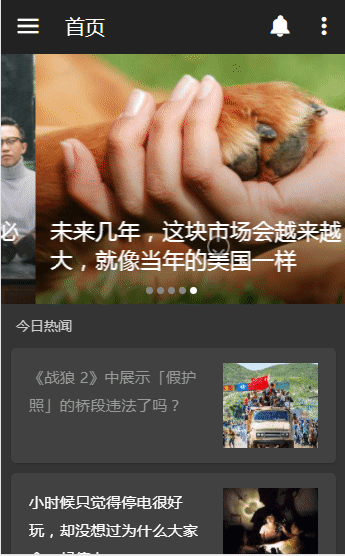 首页
必
未来几年，这块市场会越来越
大，就像当年的美国一样
今日热闻
《战狼 2》中展示「假护
照」的桥段违法了吗？
小时候只觉得停电很好
玩，却没想过为什么大家